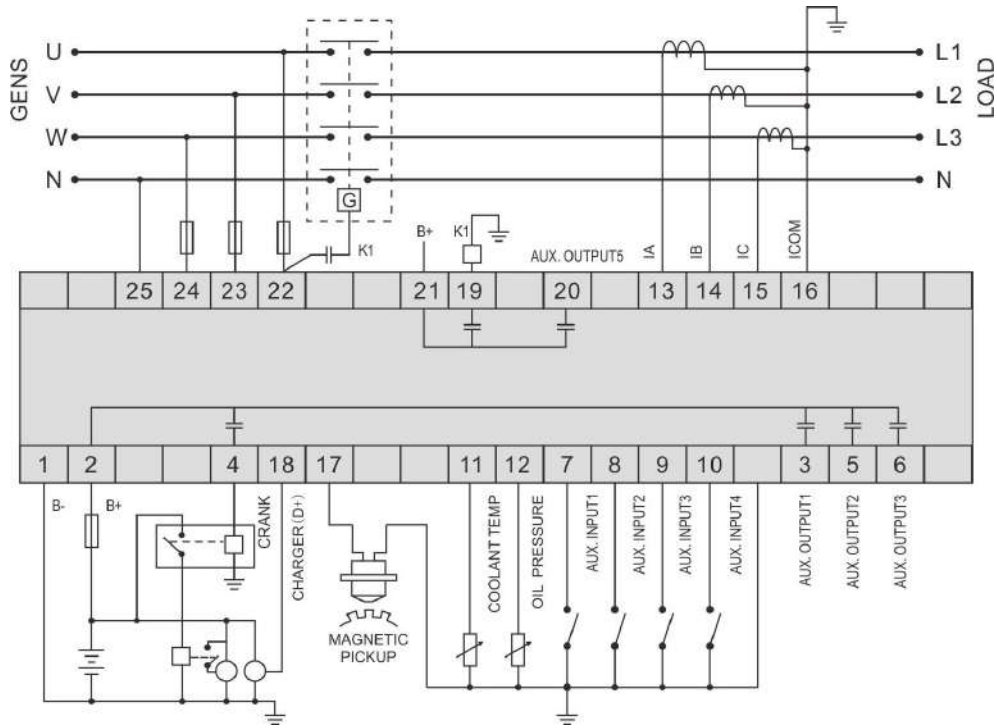 GENS
U
V
W
N
L1
L2
L3
N
LOAD
G
K1
B+
K1
AUX. OUTPUT5
IA
IB
IC
ICOM
25 24 23 22 21 19 20 13 14 15 16
1 2 4 18 17 11 12 7 8 9 10 3 5 6
B-
B+
CRANK
CHARGER(D+)
MAGNETIC
PICKUP
COOLANT TEMP
OIL PRESSURE
AUX. INPUT1
AUX. INPUT2
AUX. INPUT3
AUX. INPUT4
AUX. OUTPUT1
AUX. OUTPUT2
AUX. OUTPUT3